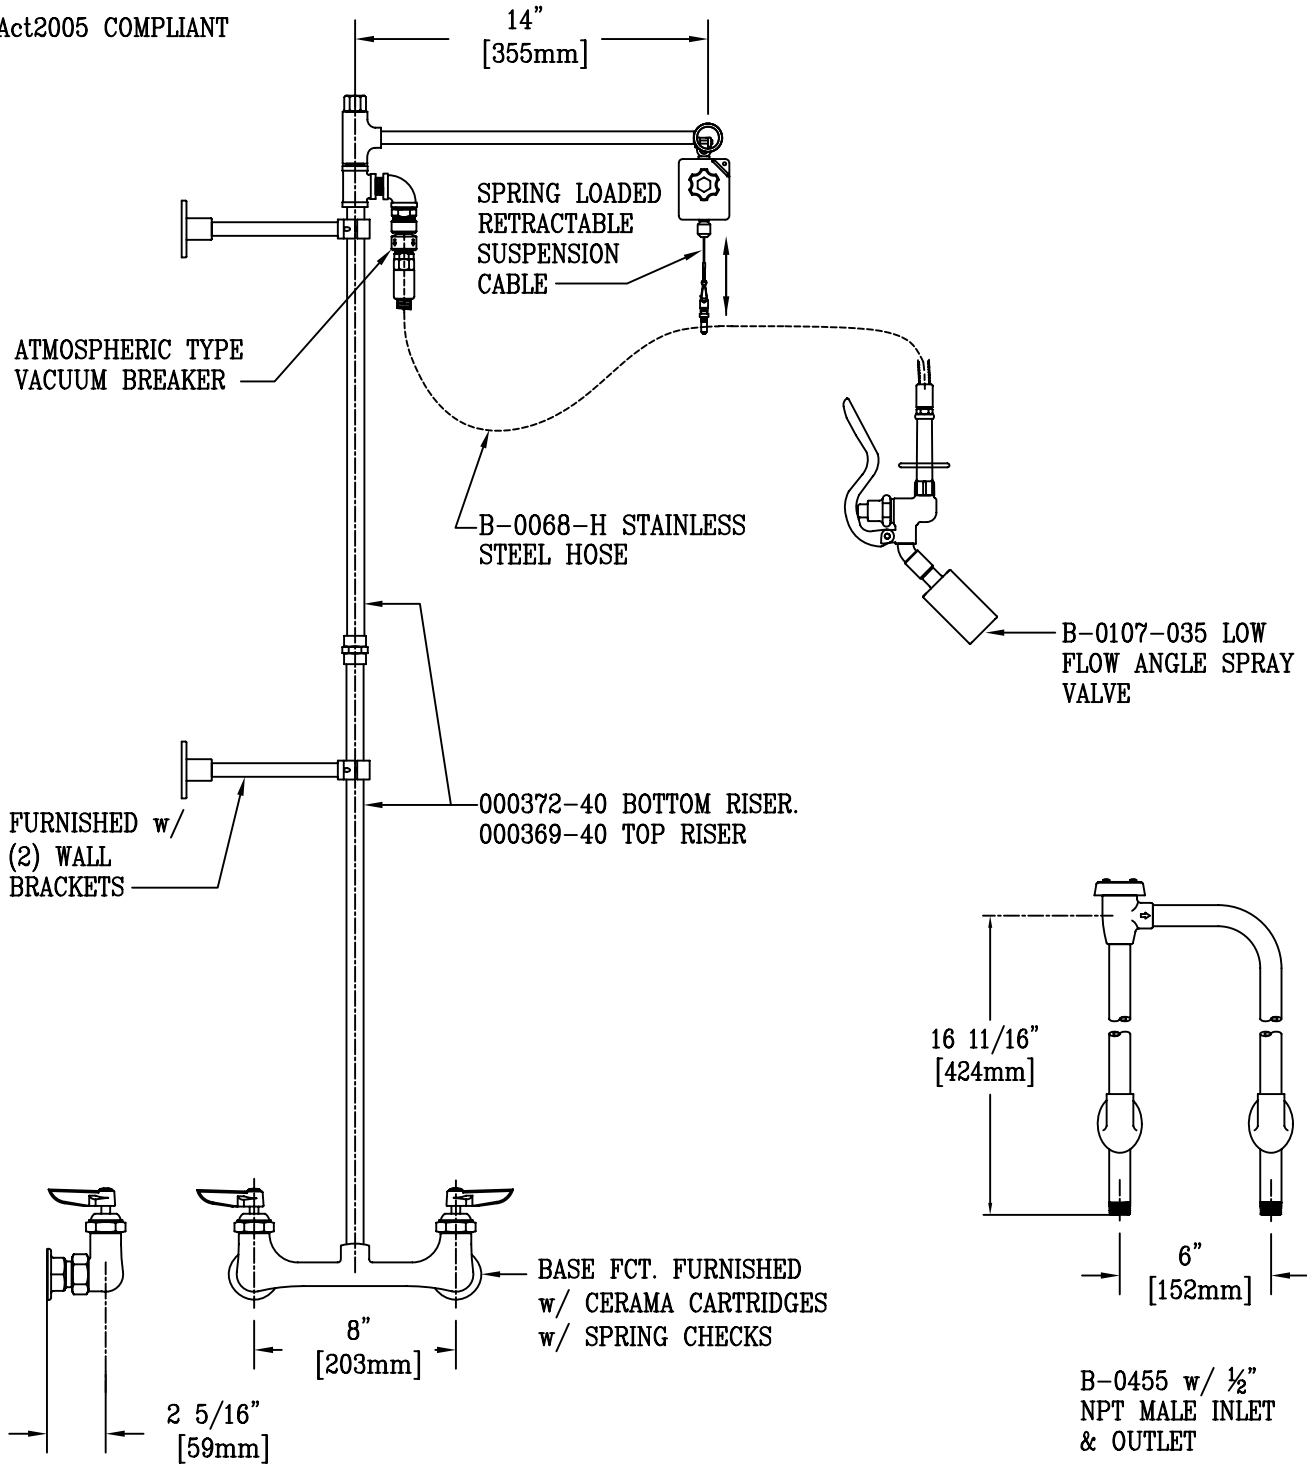 Act2005 COMPLIANT
14"
[355mm]
SPRING LOADED
RETRACTABLE
SUSPENSION
CABLE
ATMOSPHERIC TYPE
VACUUM BREAKER
B-0068-H STAINLESS
STEEL HOSE
B-0107-035 LOW
FLOW ANGLE SPRAY
VALVE
000372-40 BOTTOM RISER.
000369-40 TOP RISER
FURNISHED w/
(2) WALL
BRACKETS
16 11/16"
[424mm]
6"
[152mm]
BASE FCT. FURNISHED
w/ CERAMA CARTRIDGES
w/ SPRING CHECKS
8"
[203mm]
2 5/16"
[59mm]
B-0455 w/ ½"
NPT MALE INLET
& OUTLET